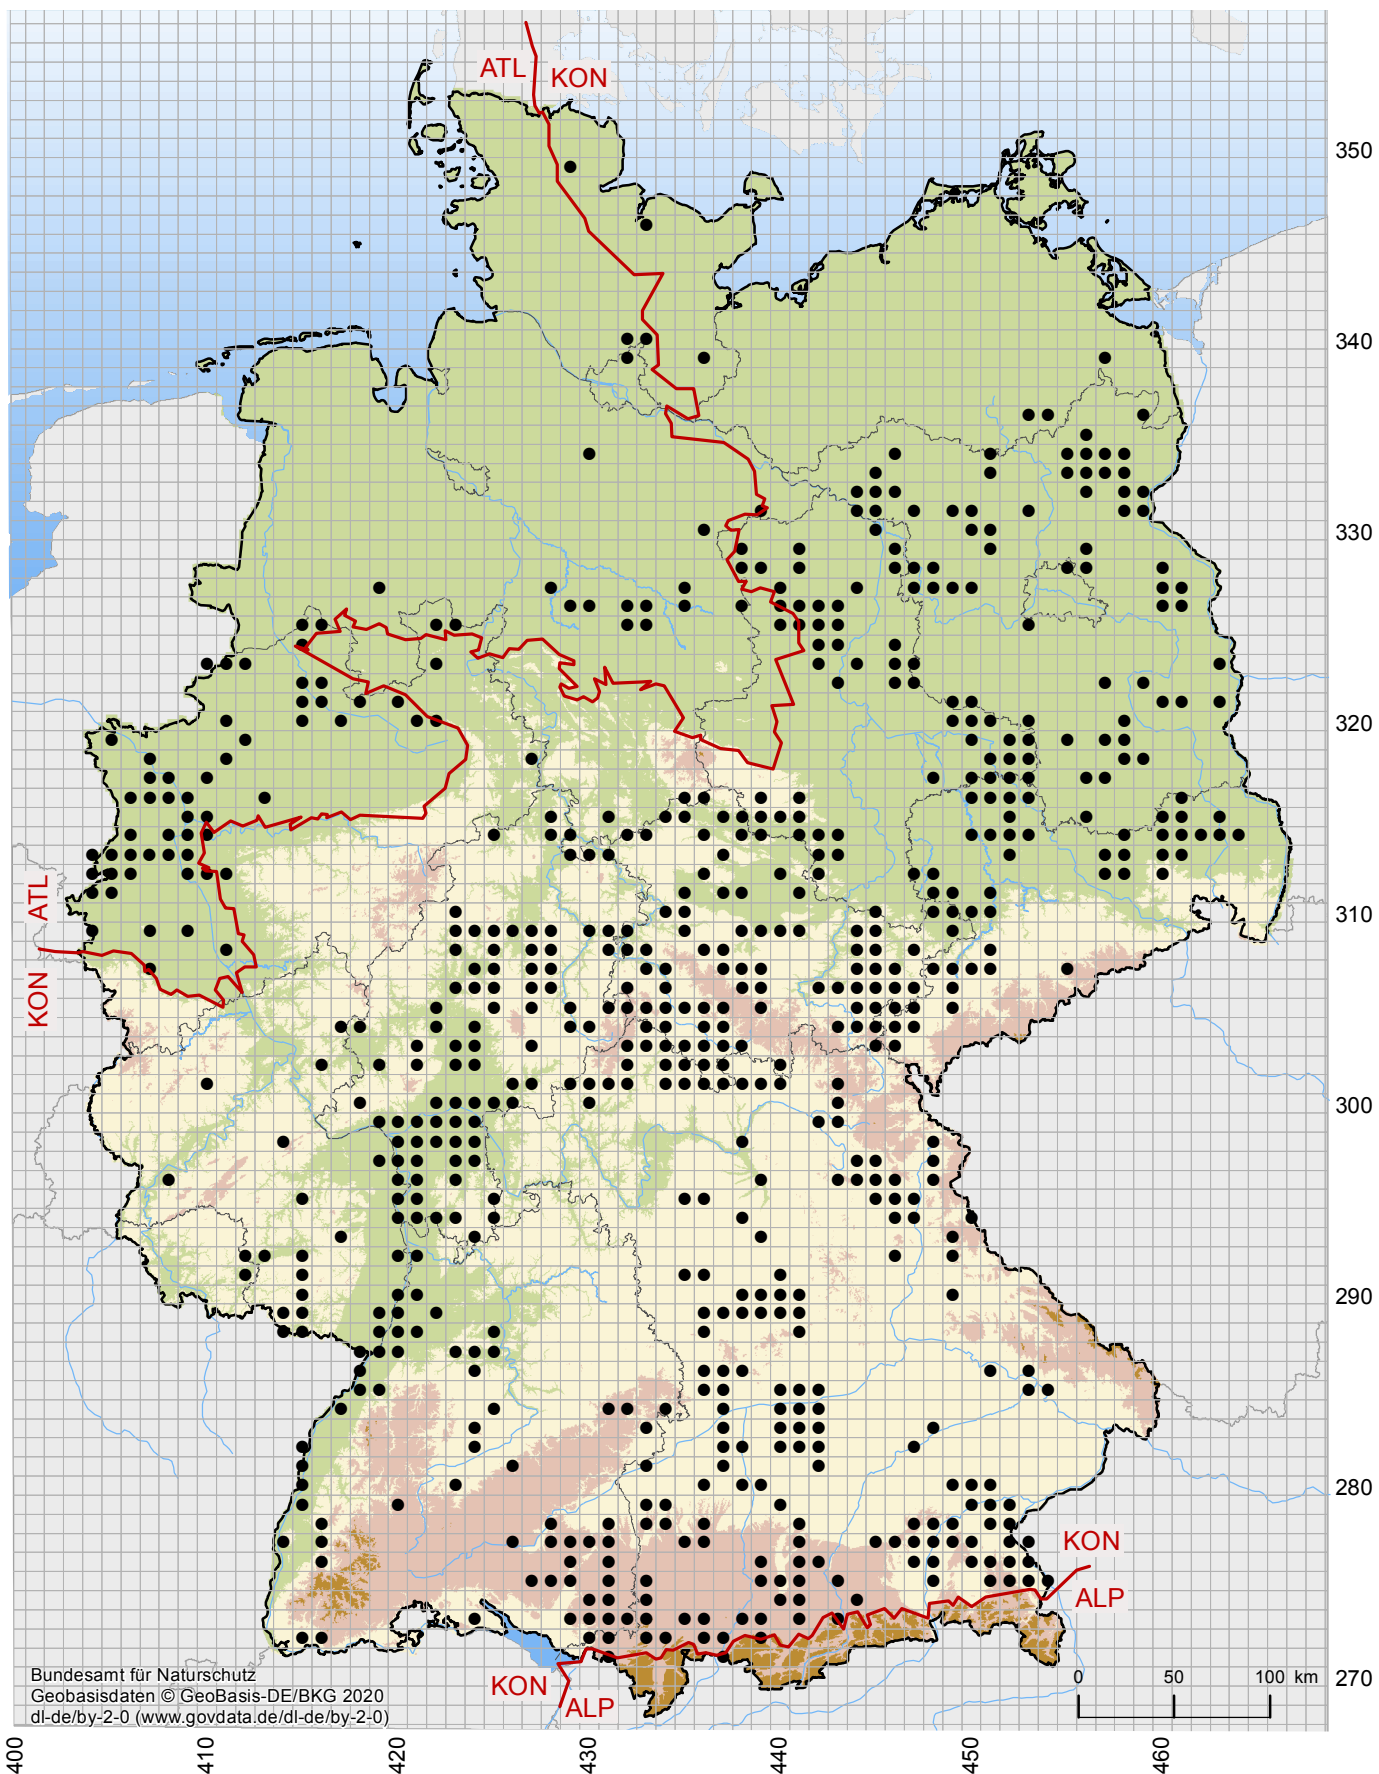 ATL KON
350
340
330
320
310
300
290
280
270
ATL
KON
KON
ALP
KON
ALP
0 50 100 km
Bundesamt für Naturschutz
Geobasisdaten © GeoBasis-DE/BKG 2020
dl-de/by-2-0 (www.govdata.de/dl-de/by-2-0)
400 410 420 430 440 450 460